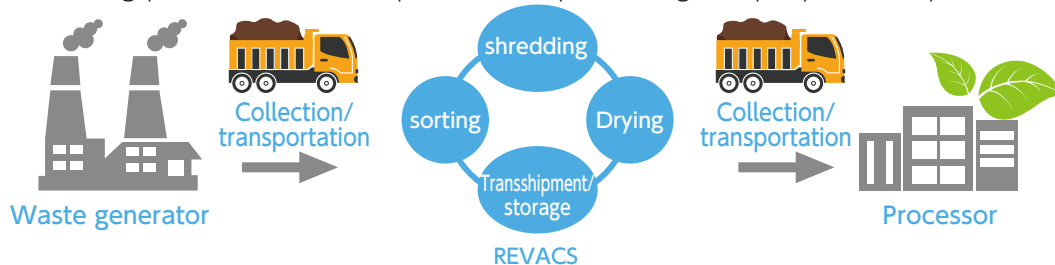 shredding
Collection/
transportation
sorting
Drying
Collection/
transportation
Transshipment/
storage
Waste generator
Processor
REVACS